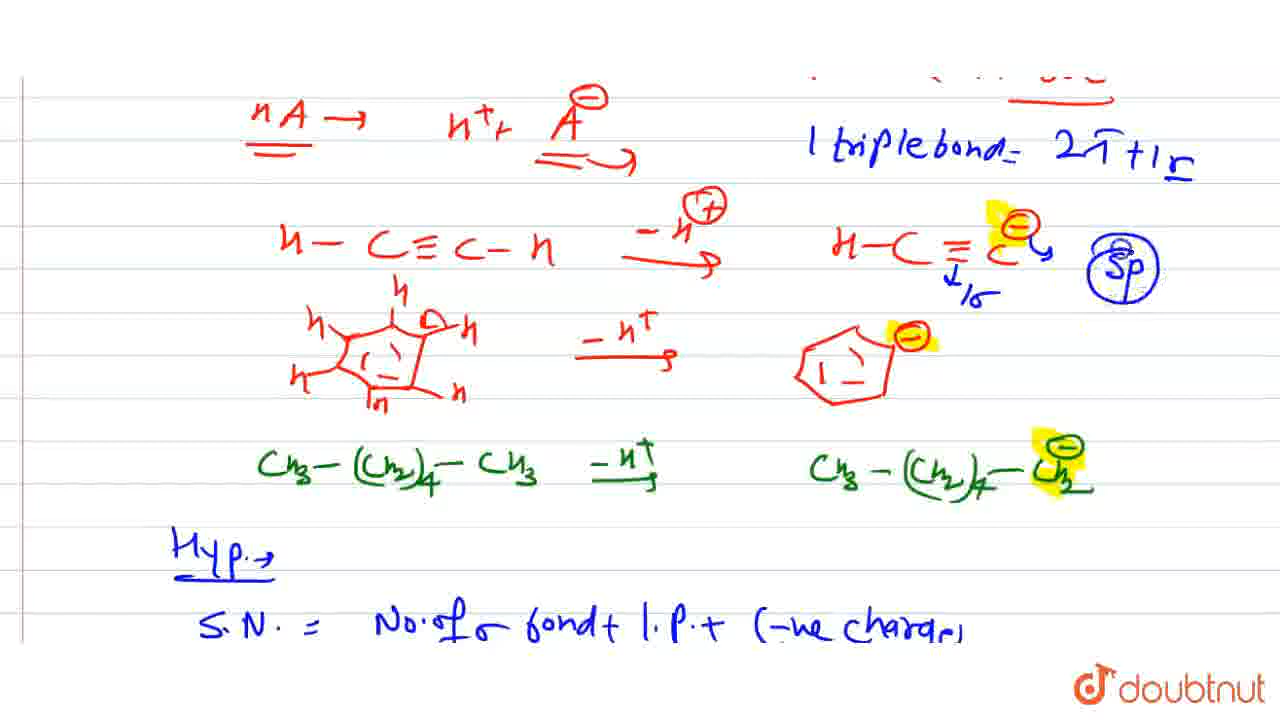 HA → H⁺ + A⊖
1 triple bond = 2π + 1σ
H – C ≡ C – H —(– H⊕)→ H – C ≡ C⊖ sp
1σ
H
H H
– H⁺ ⊖
H H
H
CH₃ – (CH₂)₄ – CH₃ —(– H⁺)→ CH₃ – (CH₂)₄ – CH₂⊖
Hyp. →
S.N. = No. of σ bond + l.p. + (-ve charge)
doubtnut